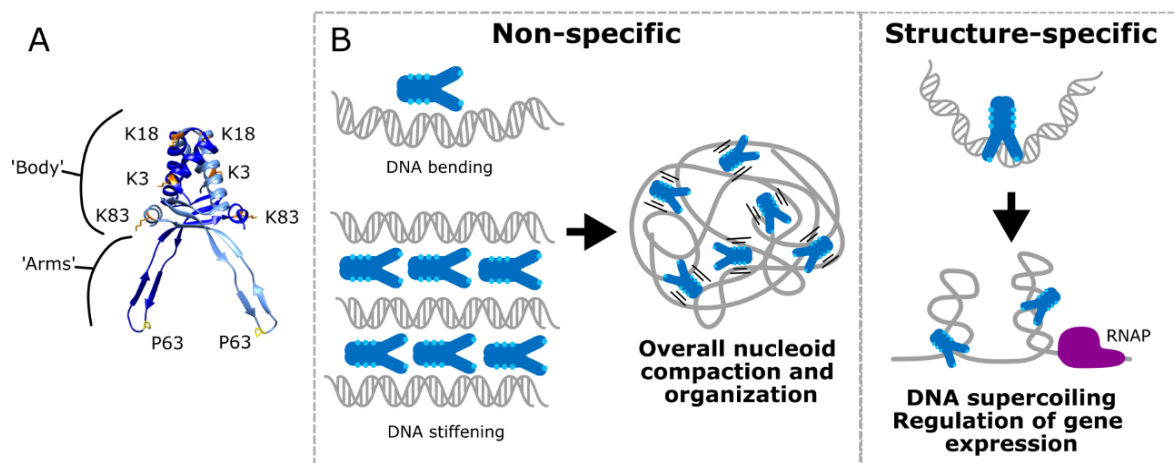 A
'Body'
K18
K18
K3
K3
K83
K83
'Arms'
P63
P63
B
Non-specific
DNA bending
DNA stiffening
Overall nucleoid
compaction and
organization
Structure-specific
RNAP
DNA supercoiling
Regulation of gene
expression